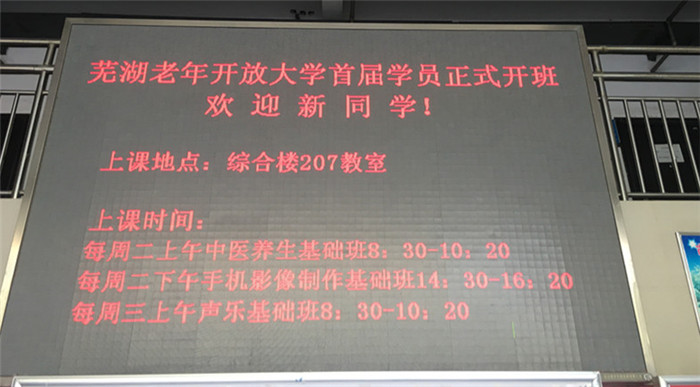 芜湖老年开放大学首届学员正式开班
欢迎新同学！
上课地点：综合楼207教室
上课时间：
每周二上午中医养生基础班8：30-10：20
每周二下午手机影像制作基础班14：30-16：20
每周三上午声乐基础班8：30-10：20